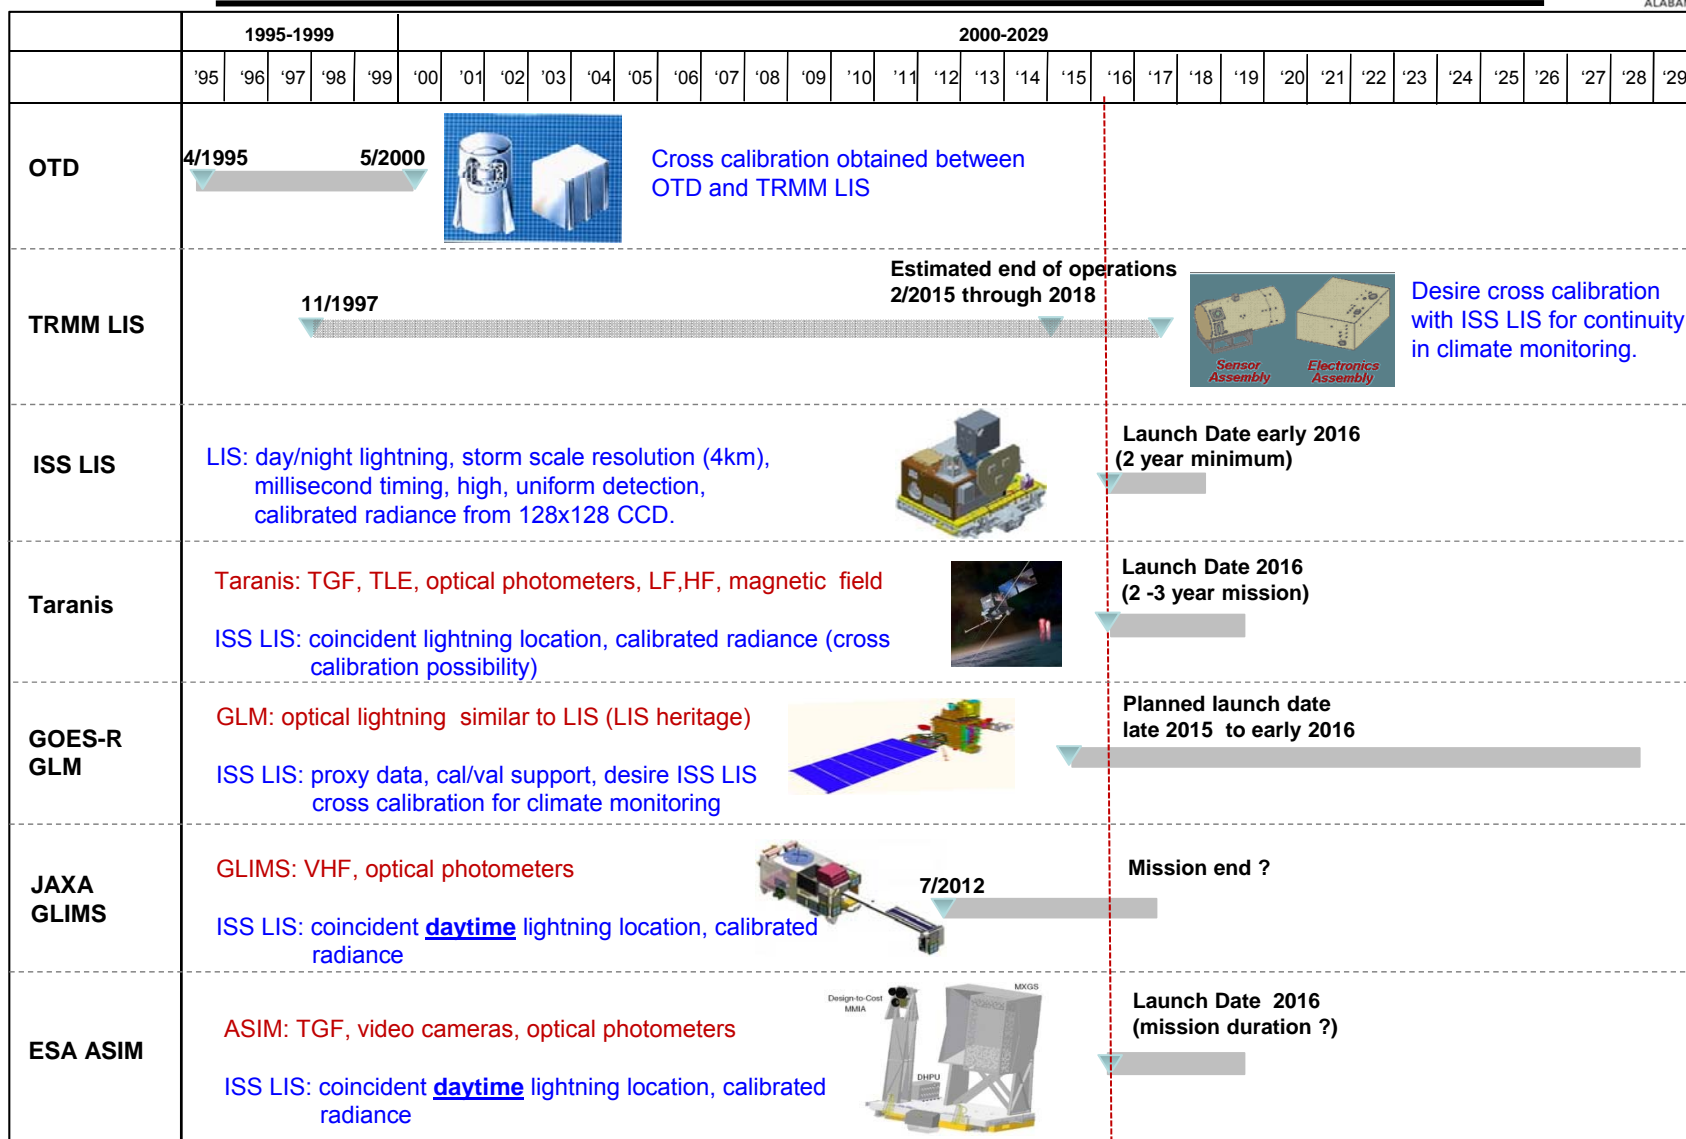 ALABAM
1995-1999 2000-2029
'95 '96 '97 '98 '99 '00 '01 '02 '03 '04 '05 '06 '07 '08 '09 '10 '11 '12 '13 '14 '15 '16 '17 '18 '19 '20 '21 '22 '23 '24 '25 '26 '27 '28 '29
OTD
4/1995 5/2000
Cross calibration obtained between
OTD and TRMM LIS
TRMM LIS
11/1997
Estimated end of operations
2/2015 through 2018
Sensor
Assembly
Electronics
Assembly
Desire cross calibration
with ISS LIS for continuity
in climate monitoring.
ISS LIS
LIS: day/night lightning, storm scale resolution (4km),
millisecond timing, high, uniform detection,
calibrated radiance from 128x128 CCD.
Launch Date early 2016
(2 year minimum)
Taranis
Taranis: TGF, TLE, optical photometers, LF,HF, magnetic field
ISS LIS: coincident lightning location, calibrated radiance (cross
calibration possibility)
Launch Date 2016
(2 -3 year mission)
GOES-R
GLM
GLM: optical lightning similar to LIS (LIS heritage)
ISS LIS: proxy data, cal/val support, desire ISS LIS
cross calibration for climate monitoring
Planned launch date
late 2015 to early 2016
JAXA
GLIMS
GLIMS: VHF, optical photometers
ISS LIS: coincident daytime lightning location, calibrated
radiance
7/2012
Mission end ?
ESA ASIM
ASIM: TGF, video cameras, optical photometers
ISS LIS: coincident daytime lightning location, calibrated
radiance
Design-to-Cost
MMIA
MXGS
DHPU
Launch Date 2016
(mission duration ?)